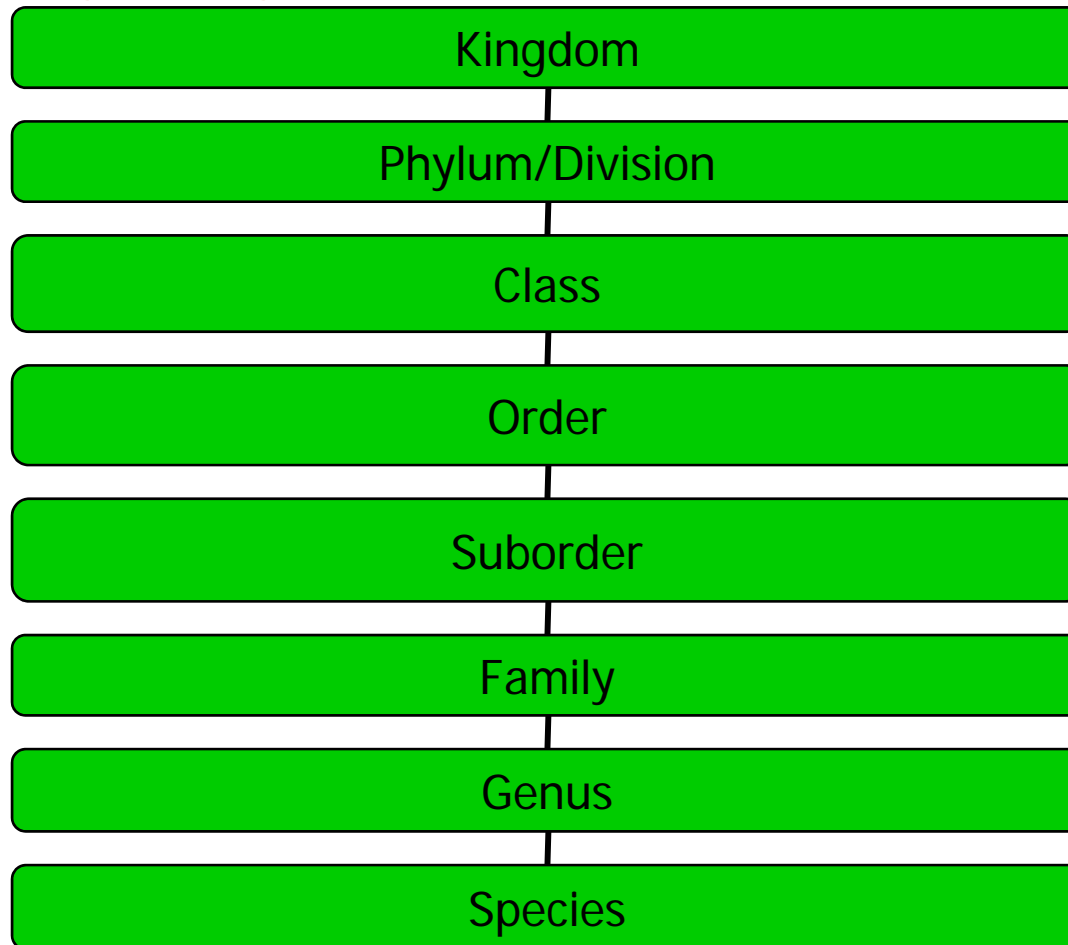 Kingdom
Phylum/Division
Class
Order
Suborder
Family
Genus
Species